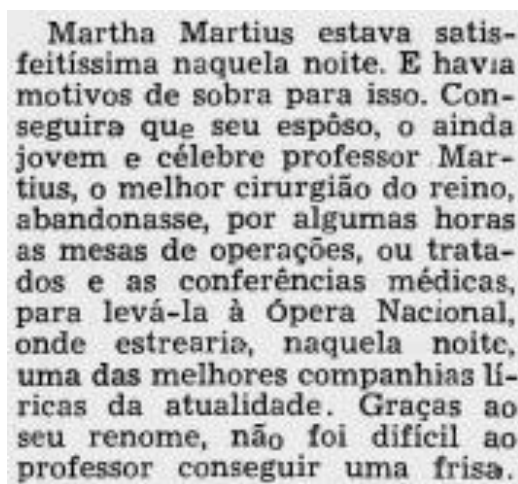 Martha Martius estava satis-
feitíssima naquela noite. E havia
motivos de sobra para isso. Con-
seguira que seu espôso, o ainda
jovem e célebre professor Mar-
tius, o melhor cirurgião do reino,
abandonasse, por algumas horas
as mesas de operações, ou trata-
dos e as conferências médicas,
para levá-la à Ópera Nacional,
onde estrearia, naquela noite,
uma das melhores companhias lí-
ricas da atualidade. Graças ao
seu renome, não foi difícil ao
professor conseguir uma frisa.